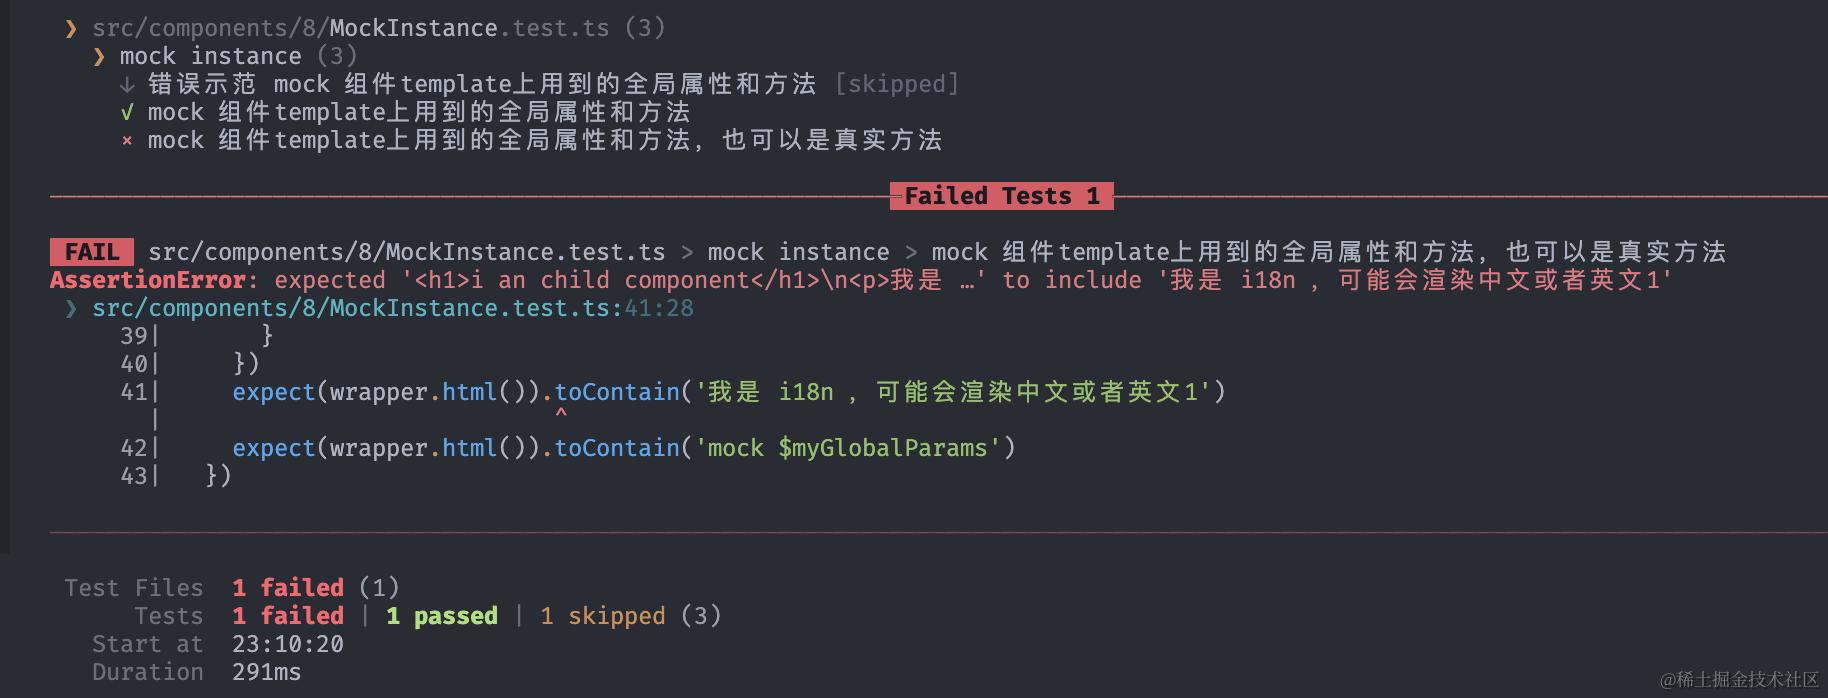 ❯ src/components/8/MockInstance.test.ts (3)
❯ mock instance (3)
↓ 错误示范 mock 组件template上用到的全局属性和方法 [skipped]
√ mock 组件template上用到的全局属性和方法
× mock 组件template上用到的全局属性和方法，也可以是真实方法
Failed Tests 1
FAIL src/components/8/MockInstance.test.ts > mock instance > mock 组件template上用到的全局属性和方法，也可以是真实方法
AssertionError: expected '<h1>i an child component</h1>\n<p>我是 …' to include '我是 i18n ，可能会渲染中文或者英文1'
❯ src/components/8/MockInstance.test.ts:41:28
39| }
40| })
41| expect(wrapper.html()).toContain('我是 i18n ，可能会渲染中文或者英文1')
| ^
42| expect(wrapper.html()).toContain('mock $myGlobalParams')
43| })
Test Files 1 failed (1)
Tests 1 failed | 1 passed | 1 skipped (3)
Start at 23:10:20
Duration 291ms
@稀土掘金技术社区